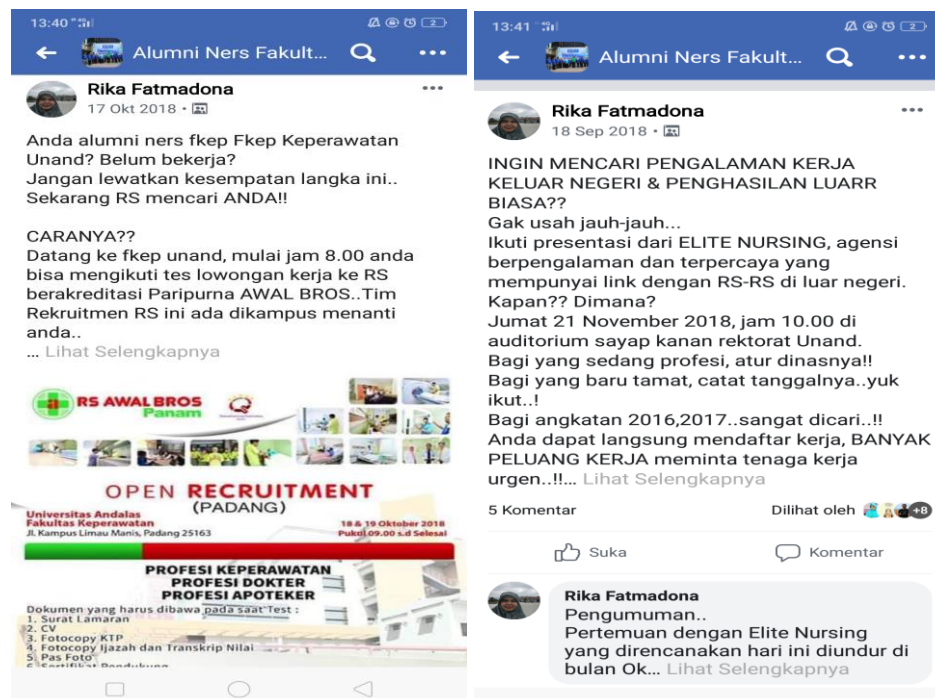 13:40
2
Alumni Ners Fakult...
Rika Fatmadona
17 Okt 2018
Anda alumni ners fkep Fkep Keperawatan
Unand? Belum bekerja?
Jangan lewatkan kesempatan langka ini..
Sekarang RS mencari ANDA!!
CARANYA??
Datang ke fkep unand, mulai jam 8.00 anda
bisa mengikuti tes lowongan kerja ke RS
berakreditasi Paripurna AWAL BROS..Tim
Rekruitmen RS ini ada dikampus menanti
anda..
... Lihat Selengkapnya
RS AWAL BROS
Panam
OPEN RECRUITMENT
(PADANG)
Universitas Andalas
Fakultas Keperawatan
Jl. Kampus Limau Manis, Padang 25163
18 & 19 Oktober 2018
Pukul 09.00 s.d Selesai
PROFESI KEPERAWATAN
PROFESI DOKTER
PROFESI APOTEKER
Dokumen yang harus dibawa pada saat Test :
1. Surat Lamaran
2. CV
3. Fotocopy KTP
4. Fotocopy Ijazah dan Transkrip Nilai
5. Pas Foto
6. Sertifikat Pendukung
13:41
2
Alumni Ners Fakult...
Rika Fatmadona
18 Sep 2018
INGIN MENCARI PENGALAMAN KERJA
KELUAR NEGERI & PENGHASILAN LUARR
BIASA??
Gak usah jauh-jauh...
Ikuti presentasi dari ELITE NURSING, agensi
berpengalaman dan terpercaya yang
mempunyai link dengan RS-RS di luar negeri.
Kapan?? Dimana?
Jumat 21 November 2018, jam 10.00 di
auditorium sayap kanan rektorat Unand.
Bagi yang sedang profesi, atur dinasnya!!
Bagi yang baru tamat, catat tanggalnya..yuk
ikut..!
Bagi angkatan 2016,2017..sangat dicari..!!
Anda dapat langsung mendaftar kerja, BANYAK
PELUANG KERJA meminta tenaga kerja
urgen..!!... Lihat Selengkapnya
5 Komentar
Dilihat oleh
+8
Suka
Komentar
Rika Fatmadona
Pengumuman..
Pertemuan dengan Elite Nursing
yang direncanakan hari ini diundur di
bulan Ok... Lihat Selengkapnya